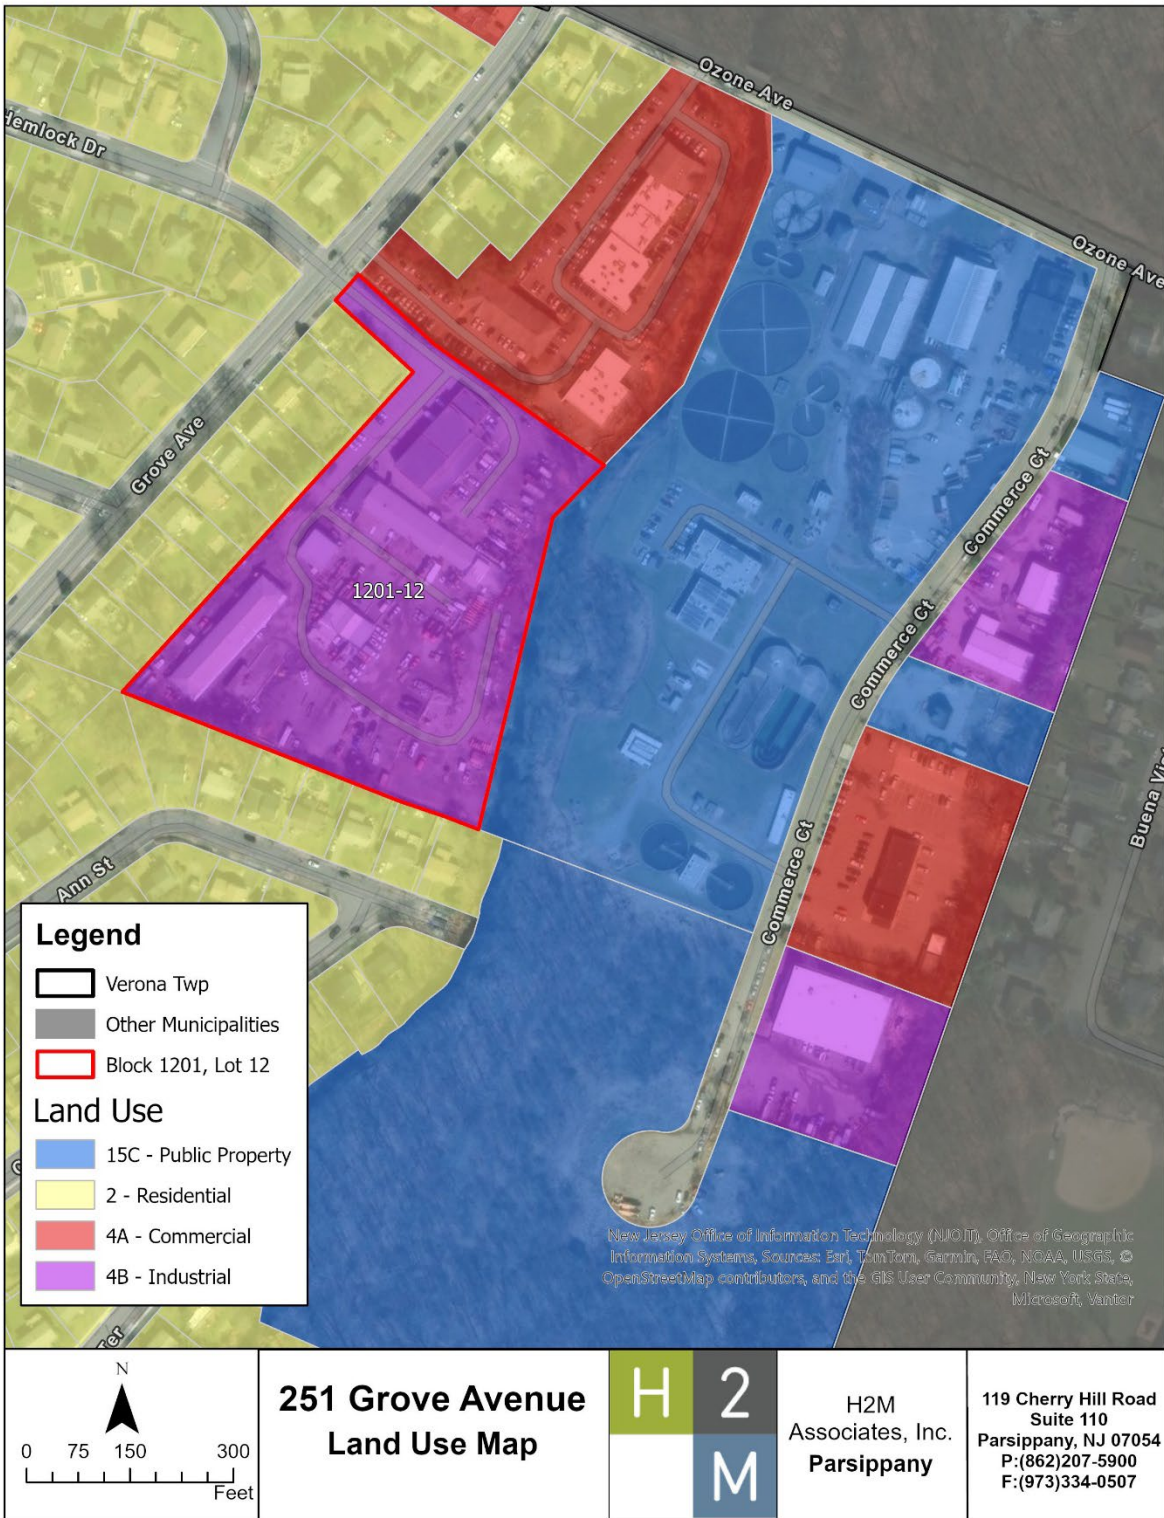 Ozone Ave
Hemlock Dr
Ozone Ave
Grove Ave
Commerce Ct
Commerce Ct
1201-12
Commerce Ct
Buena Vist
Ann St
Commerce Ct
Legend
Verona Twp
Other Municipalities
Block 1201, Lot 12
Land Use
15C - Public Property
2 - Residential
4A - Commercial
4B - Industrial
Ter
New Jersey Office of Information Technology (NJOIT), Office of Geographic
Information Systems, Sources: Esri, TomTom, Garmin, FAO, NOAA, USGS, ©
OpenStreetMap contributors, and the GIS User Community, New York State,
Microsoft, Vantor
N
0 75 150 300
Feet
251 Grove Avenue
Land Use Map
H 2
M
H2M
Associates, Inc.
Parsippany
119 Cherry Hill Road
Suite 110
Parsippany, NJ 07054
P:(862)207-5900
F:(973)334-0507